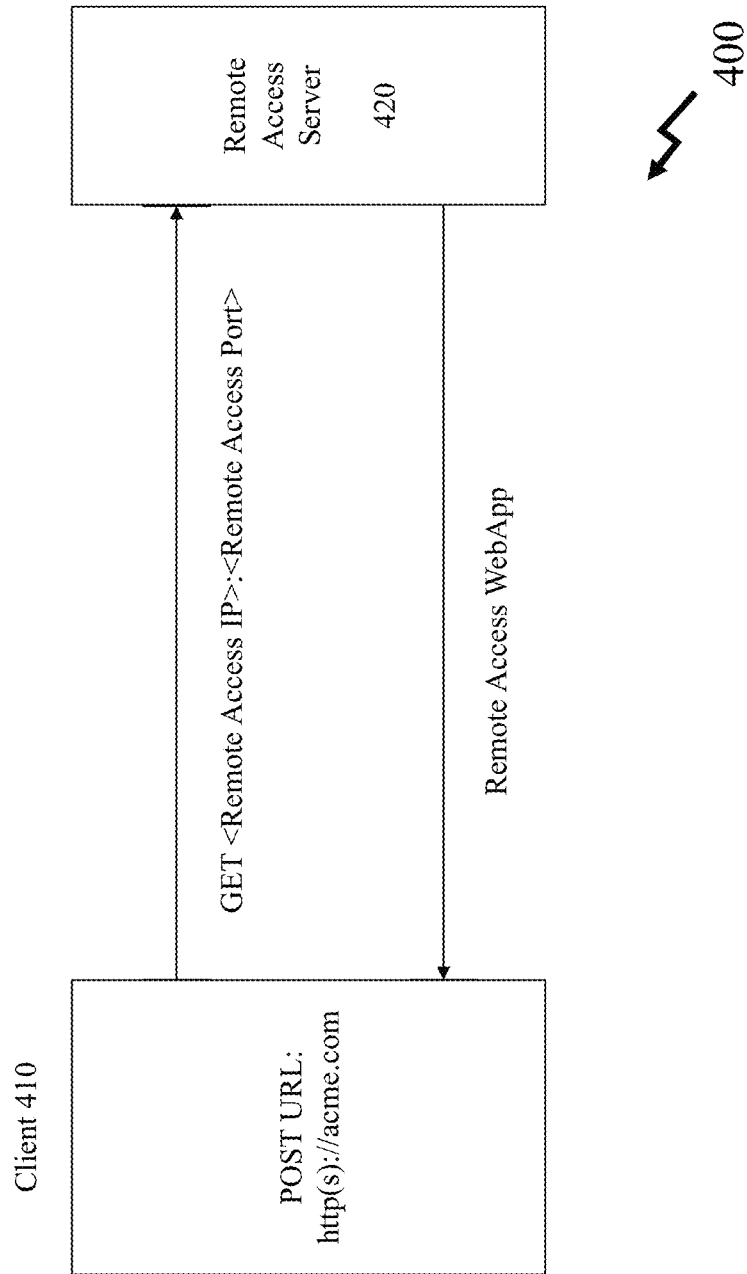 Client 410
POST URL:
http(s)://acme.com
GET <Remote Access IP>:<Remote Access Port>
Remote Access WebApp
Remote
Access
Server
420
400